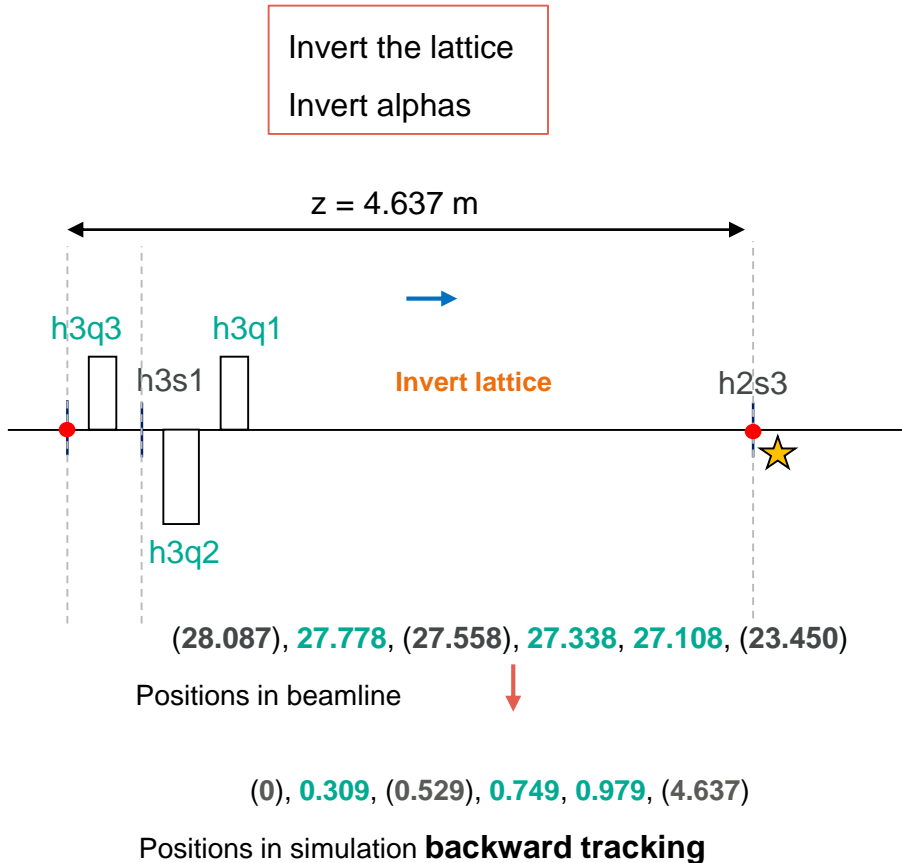 Invert the lattice
Invert alphas
z = 4.637 m
h3q3
h3q1
h3s1
Invert lattice
h2s3
h3q2
(28.087), 27.778, (27.558), 27.338, 27.108, (23.450)
Positions in beamline
(0), 0.309, (0.529), 0.749, 0.979, (4.637)
Positions in simulation backward tracking